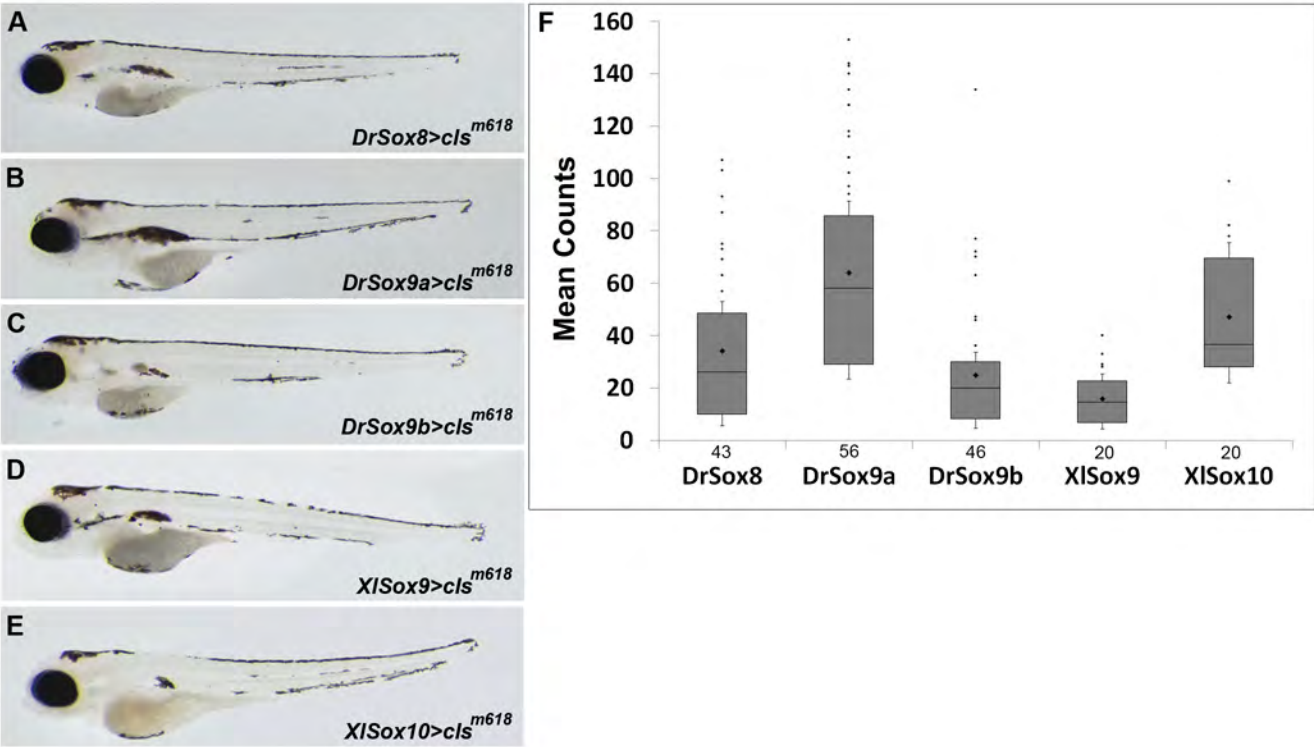 A
DrSox8>cls^m618
B
DrSox9a>cls^m618
C
DrSox9b>cls^m618
D
XlSox9>cls^m618
E
XlSox10>cls^m618
F
Mean Counts
160
140
120
100
80
60
40
20
0
43 56 46 20 20
DrSox8 DrSox9a DrSox9b XlSox9 XlSox10